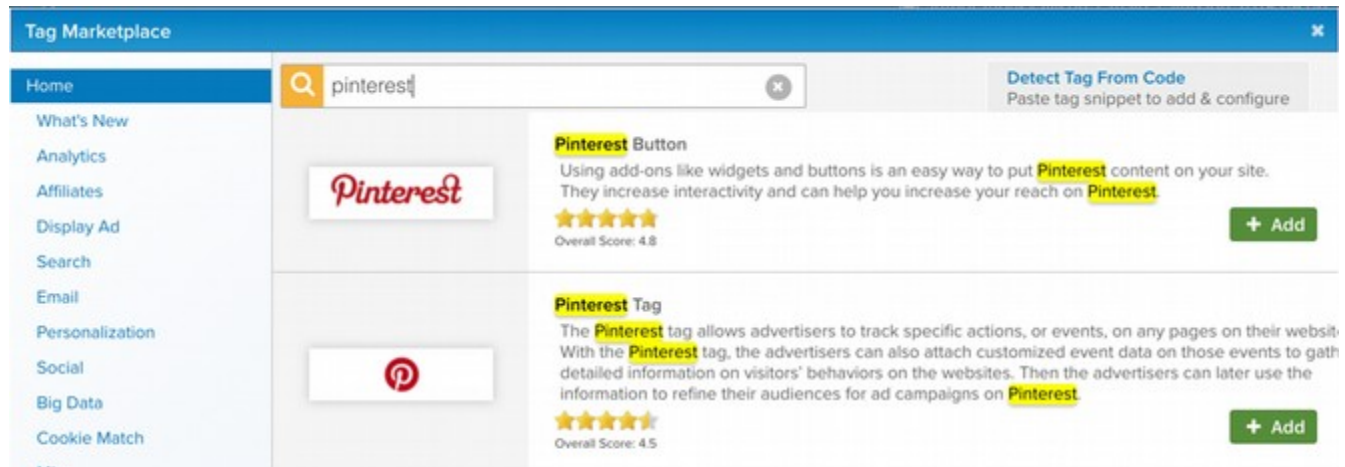 Tag Marketplace
Home
What's New
Analytics
Affiliates
Display Ad
Search
Email
Personalization
Social
Big Data
Cookie Match
pinterest
Detect Tag From Code
Paste tag snippet to add & configure
Pinterest
Pinterest Button
Using add-ons like widgets and buttons is an easy way to put Pinterest content on your site.
They increase interactivity and can help you increase your reach on Pinterest.
Overall Score: 4.8
+ Add
Pinterest Tag
The Pinterest tag allows advertisers to track specific actions, or events, on any pages on their websit
With the Pinterest tag, the advertisers can also attach customized event data on those events to gath
detailed information on visitors' behaviors on the websites. Then the advertisers can later use the
information to refine their audiences for ad campaigns on Pinterest.
Overall Score: 4.5
+ Add